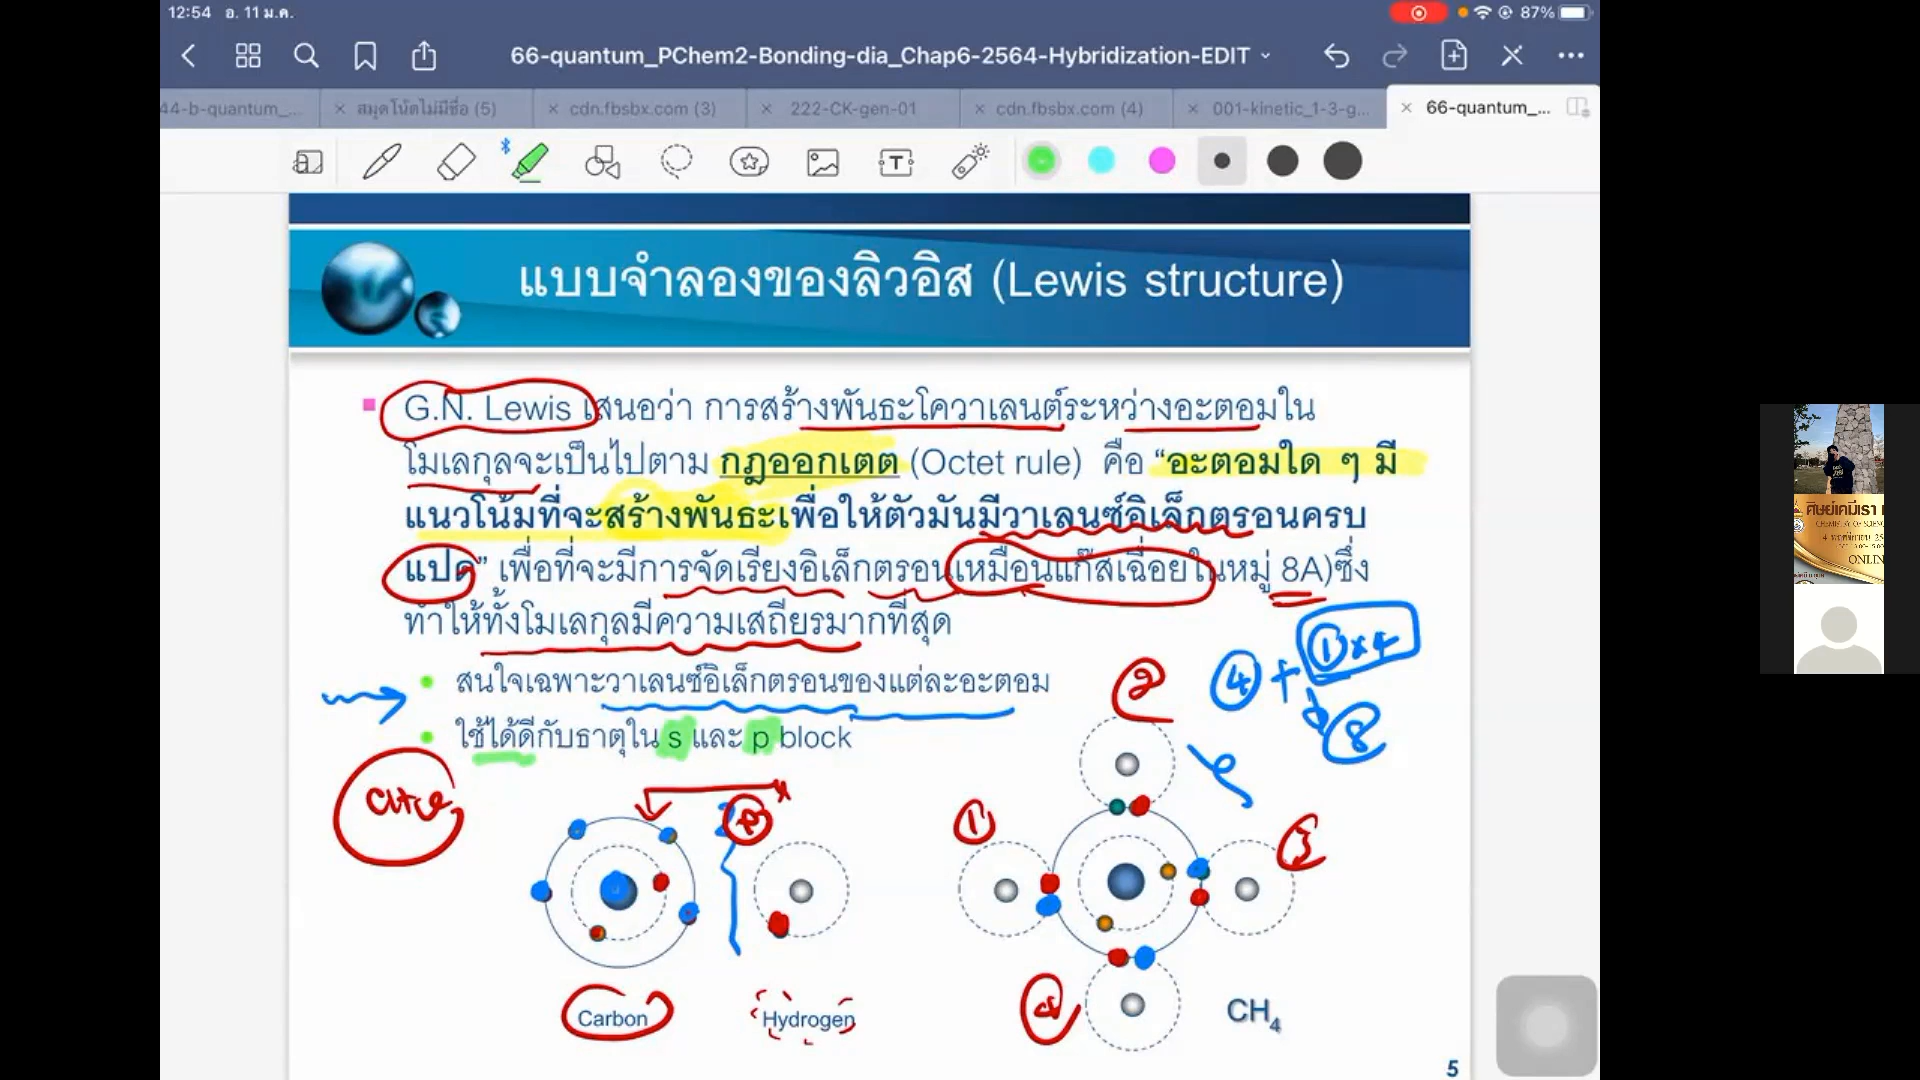 12:54 อ. 11 ม.ค.
87%
66-quantum_PChem2-Bonding-dia_Chap6-2564-Hybridization-EDIT
44-b-quantum_...
สมุดโน้ตไม่มีชื่อ (5)
cdn.fbsbx.com (3)
222-CK-gen-01
cdn.fbsbx.com (4)
001-kinetic_1-3-g...
66-quantum_...
แบบจำลองของลิวอิส (Lewis structure)
G.N. Lewis เสนอว่า การสร้างพันธะโควาเลนต์ระหว่างอะตอมใน
โมเลกุลจะเป็นไปตาม กฎออกเตต (Octet rule) คือ “อะตอมใด ๆ มี
แนวโน้มที่จะสร้างพันธะเพื่อให้ตัวมันมีวาเลนซ์อิเล็กตรอนครบ
แปด” เพื่อที่จะมีการจัดเรียงอิเล็กตรอนเหมือนแก๊สเฉื่อยในหมู่ 8A)ซึ่ง
ทำให้ทั้งโมเลกุลมีความเสถียรมากที่สุด
④ + ①×4
8
สนใจเฉพาะวาเลนซ์อิเล็กตรอนของแต่ละอะตอม
ใช้ได้ดีกับธาตุใน s และ p block
①
Carbon
Hydrogen
CH₄
5
ศิษย์เคมีเรา
ONLIN